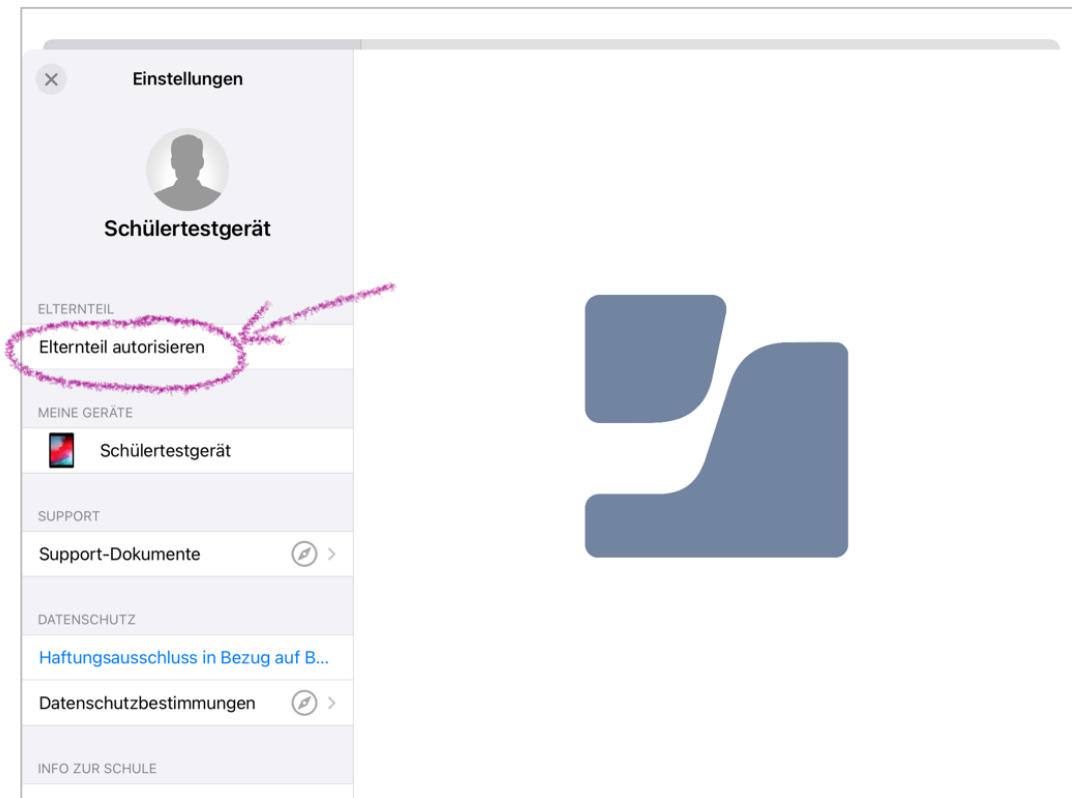 Einstellungen
Schülertestgerät
ELTERNTEIL
Elternteil autorisieren
MEINE GERÄTE
Schülertestgerät
SUPPORT
Support-Dokumente
DATENSCHUTZ
Haftungsausschluss in Bezug auf B...
Datenschutzbestimmungen
INFO ZUR SCHULE